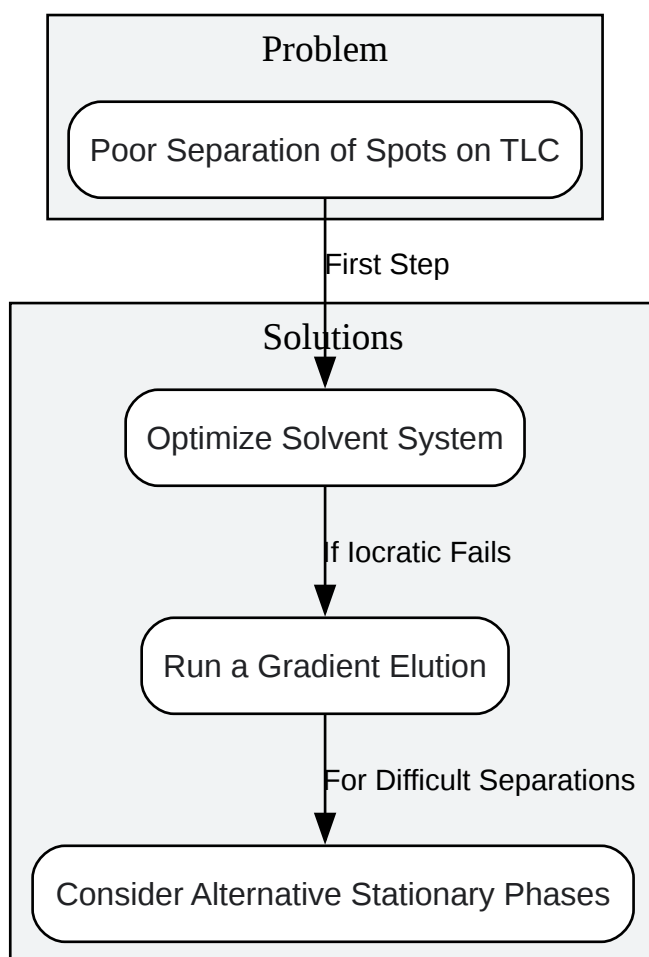 Problem
Poor Separation of Spots on TLC
First Step
Solutions
Optimize Solvent System
If Iocratic Fails
Run a Gradient Elution
For Difficult Separations
Consider Alternative Stationary Phases